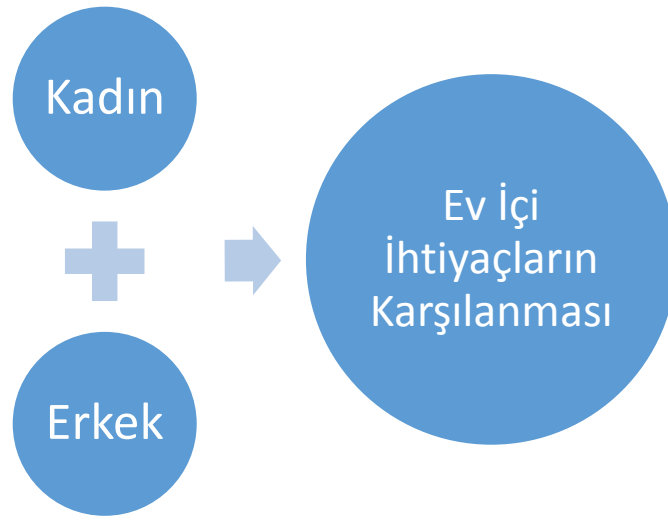 Kadın
Erkek
Ev İçi
İhtiyaçların
Karşılanması